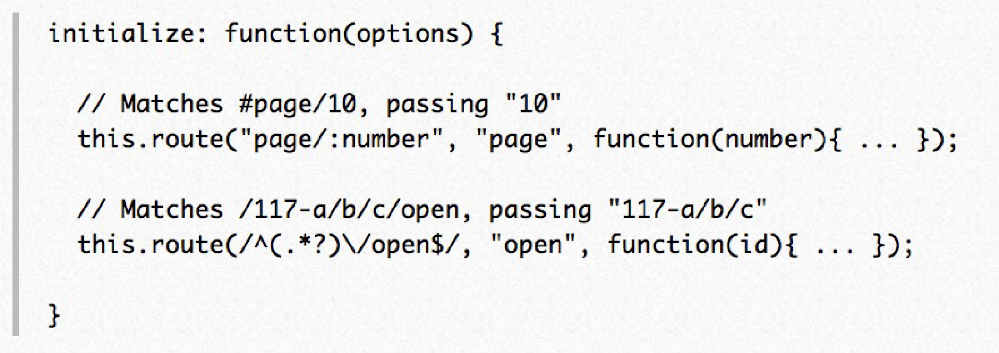 initialize: function(options) {
// Matches #page/10, passing "10"
this.route("page/:number", "page", function(number){ ... });
// Matches /117-a/b/c/open, passing "117-a/b/c"
this.route(/^(.*?)\/open$/, "open", function(id){ ... });
}